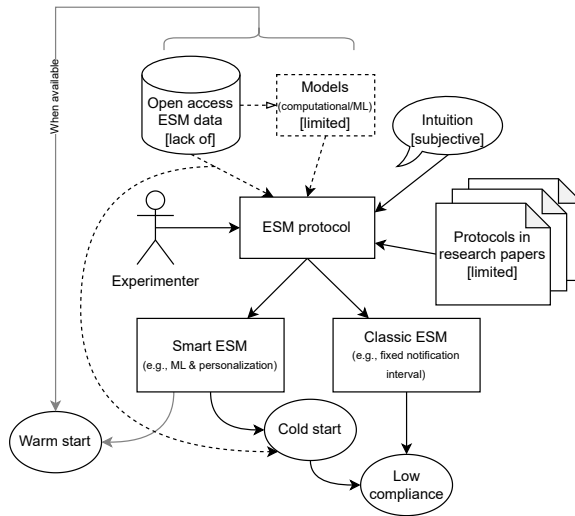 When available
Open access
ESM data
[lack of]
Models
(computational/ML)
[limited]
Intuition
[subjective]
ESM protocol
Protocols in
research papers
[limited]
Experimenter
Smart ESM
(e.g., ML & personalization)
Classic ESM
(e.g., fixed notification
interval)
Warm start
Cold start
Low
compliance